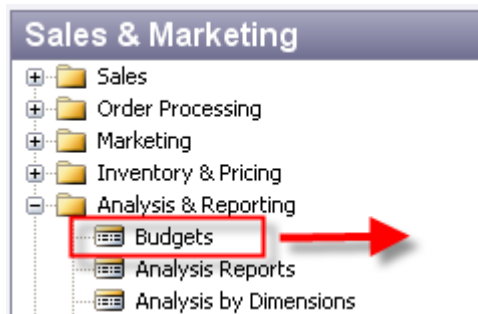 Sales & Marketing
Sales
Order Processing
Marketing
Inventory & Pricing
Analysis & Reporting
Budgets
Analysis Reports
Analysis by Dimensions